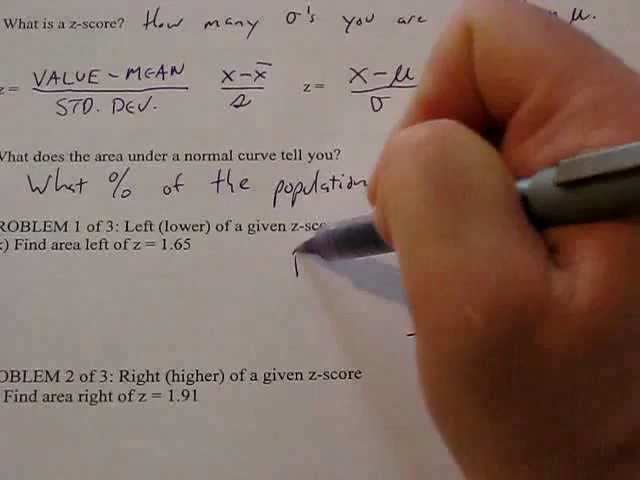 What is a z-score? How many σ's you are n μ.
= VALUE - MEAN / STD. DEV. x - x̄ / s z = x - μ / σ
What does the area under a normal curve tell you?
What % of the population
ROBLEM 1 of 3: Left (lower) of a given z-sco
) Find area left of z = 1.65
OBLEM 2 of 3: Right (higher) of a given z-score
Find area right of z = 1.91